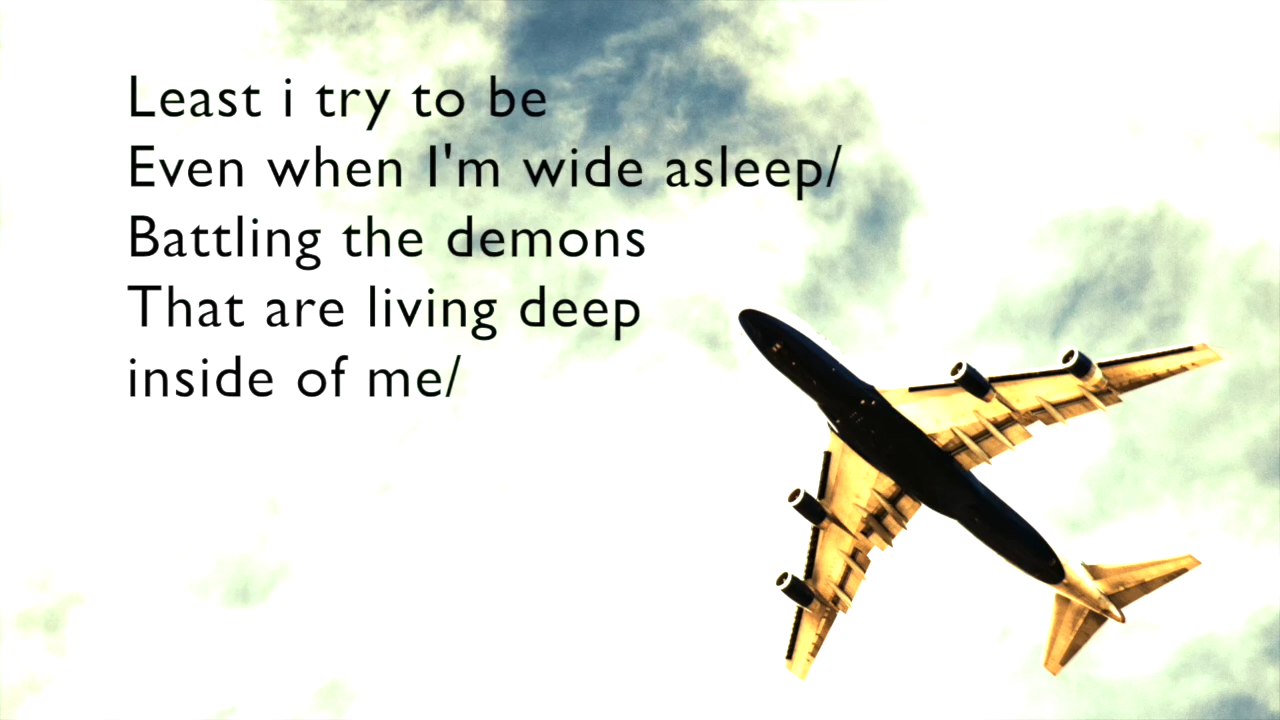 Least i try to be
Even when I'm wide asleep/
Battling the demons
That are living deep
inside of me/